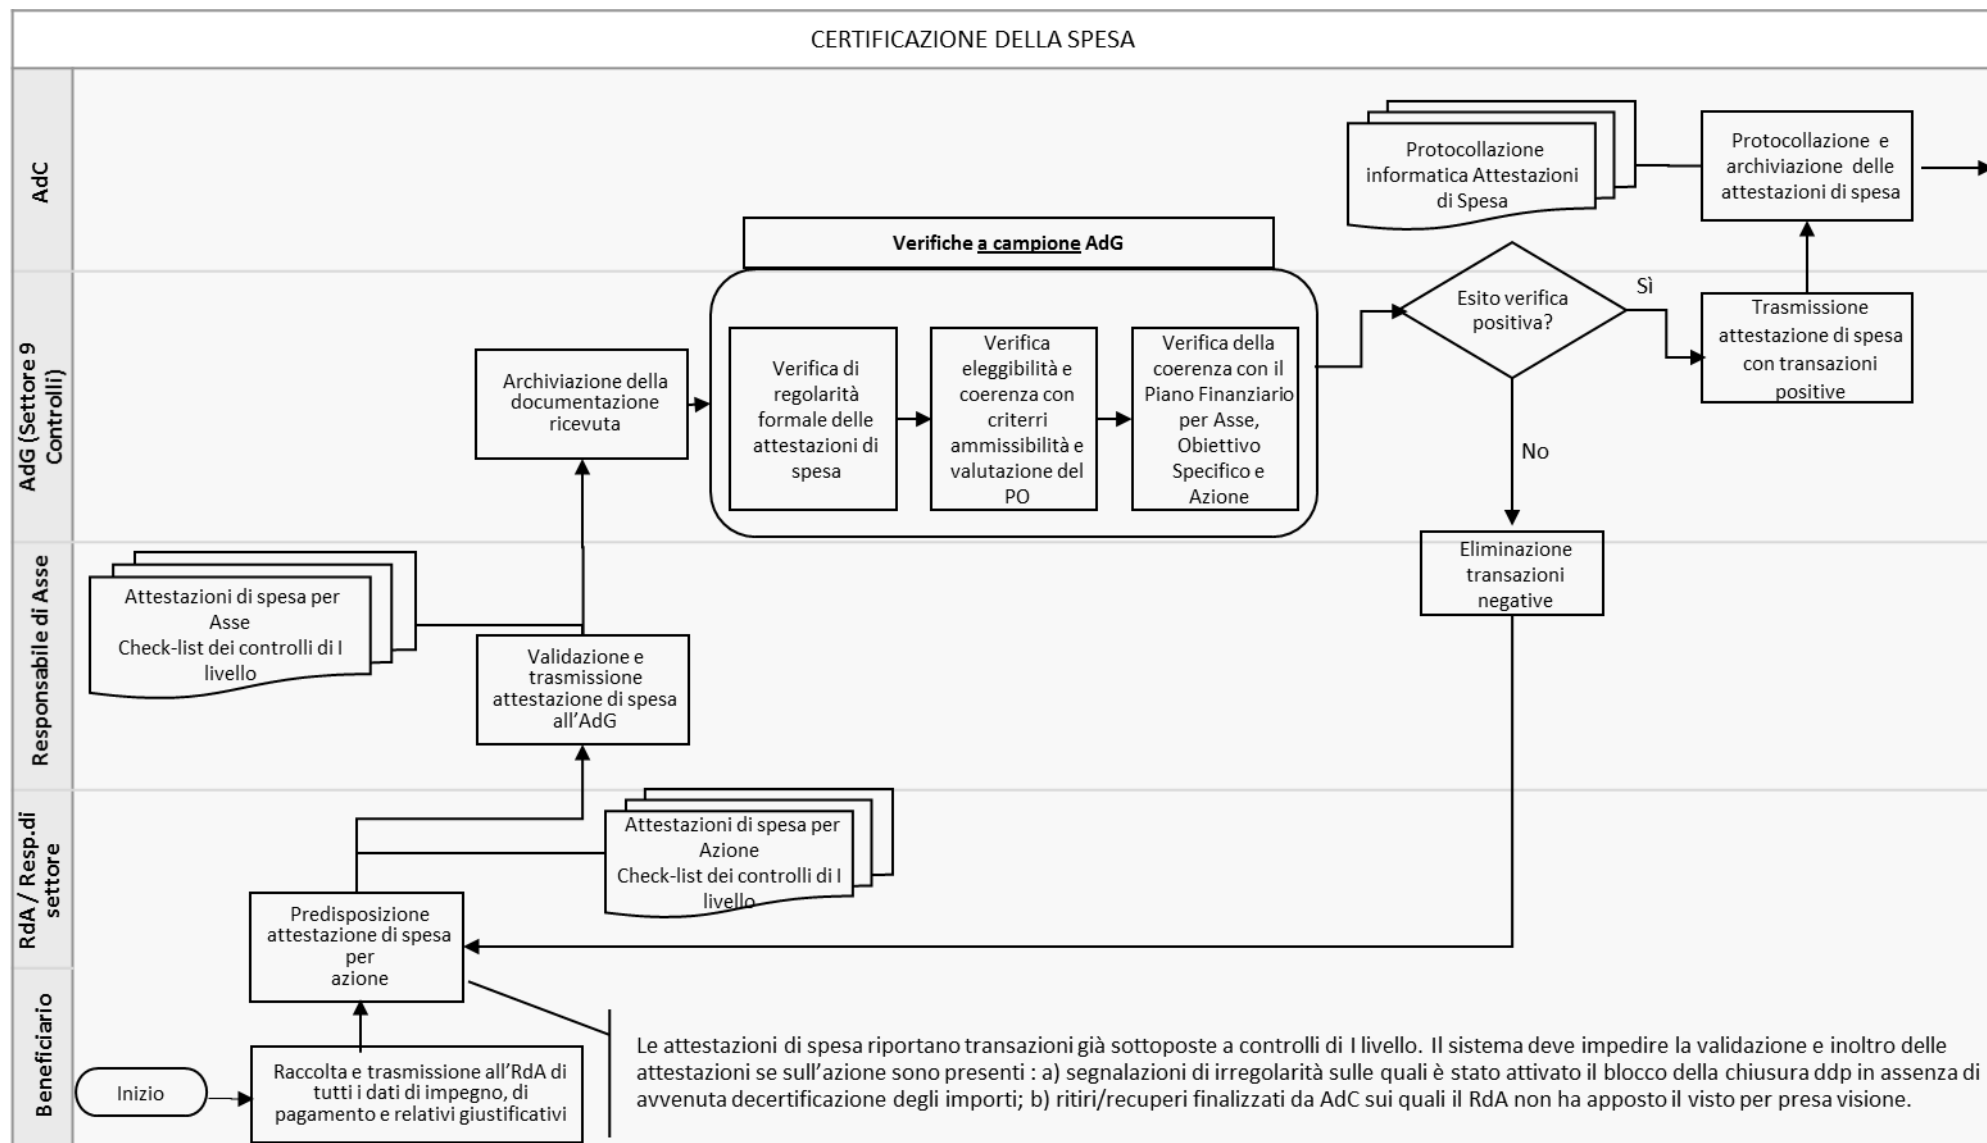 CERTIFICAZIONE DELLA SPESA
AdC
Protocollazione
informatica Attestazioni
di Spesa
Protocollazione e
archiviazione delle
attestazioni di spesa
Verifiche a campione AdG
AdG (Settore 9
Controlli)
Archiviazione della
documentazione
ricevuta
Verifica di
regolarità
formale delle
attestazioni di
spesa
Verifica
eleggibilità e
coerenza con
criterri
ammissibilità e
valutazione del
PO
Verifica della
coerenza con il
Piano Finanziario
per Asse,
Obiettivo
Specifico e
Azione
Esito verifica
positiva?
Sì
Trasmissione
attestazione di spesa
con transazioni
positive
No
Eliminazione
transazioni
negative
Responsabile di Asse
Attestazioni di spesa per
Asse
Check-list dei controlli di I
livello
Validazione e
trasmissione
attestazione di spesa
all’AdG
RdA / Resp.di
settore
Attestazioni di spesa per
Azione
Check-list dei controlli di I
livello
Predisposizione
attestazione di spesa
per
azione
Beneficiario
Inizio
Raccolta e trasmissione all’RdA di
tutti i dati di impegno, di
pagamento e relativi giustificativi
Le attestazioni di spesa riportano transazioni già sottoposte a controlli di I livello. Il sistema deve impedire la validazione e inoltro delle
attestazioni se sull’azione sono presenti : a) segnalazioni di irregolarità sulle quali è stato attivato il blocco della chiusura ddp in assenza di
avvenuta decertificazione degli importi; b) ritiri/recuperi finalizzati da AdC sui quali il RdA non ha apposto il visto per presa visione.